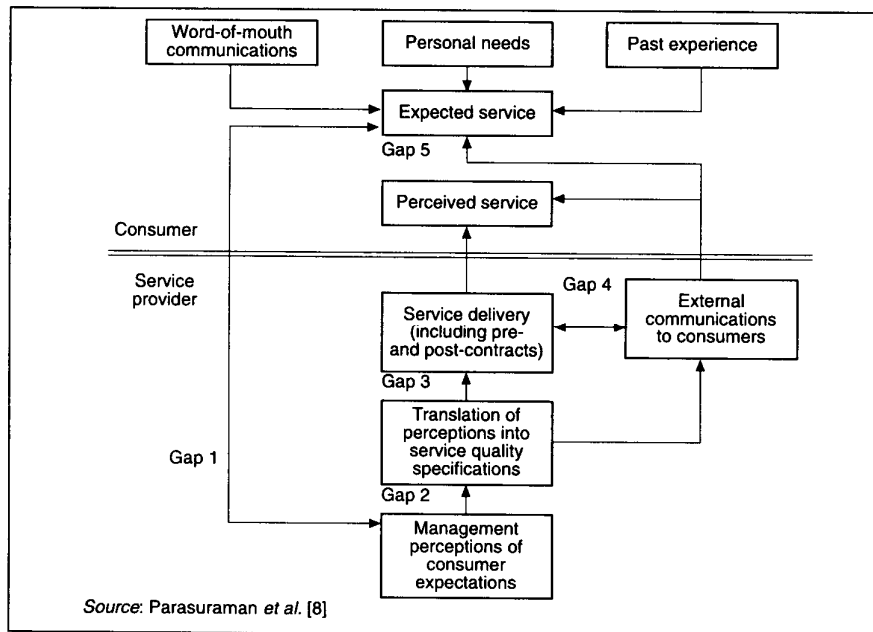 Word-of-mouth
communications
Personal needs
Past experience
Expected service
Gap 5
Perceived service
Consumer
Service
provider
Gap 4
Service delivery
(including pre-
and post-contracts)
External
communications
to consumers
Gap 3
Translation of
perceptions into
service quality
specifications
Gap 1
Gap 2
Management
perceptions of
consumer
expectations
Source: Parasuraman et al. [8]